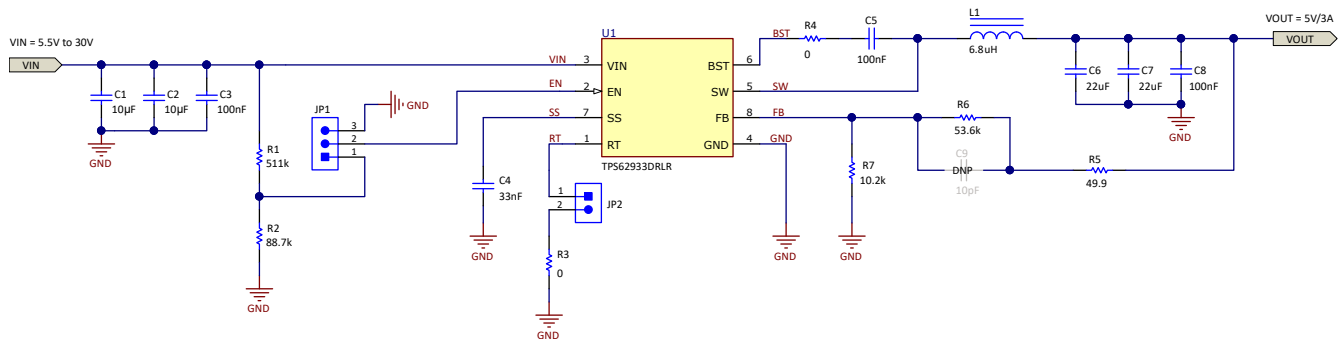 VIN = 5.5V to 30V
VIN
C1
10µF
C2
10µF
C3
100nF
GND
R1
511k
R2
88.7k
GND
JP1
3
2
1
GND
VIN
EN
SS
RT
3
2
7
1
U1
VIN
EN
SS
RT
BST
SW
FB
GND
TPS62933DRLR
6
5
8
4
BST
SW
FB
GND
C4
33nF
GND
1
2
JP2
R3
0
GND
R4
0
C5
100nF
L1
6.8uH
VOUT = 5V/3A
VOUT
C6
22uF
C7
22uF
C8
100nF
GND
R6
53.6k
C9
DNP
10pF
R5
49.9
R7
10.2k
GND
GND